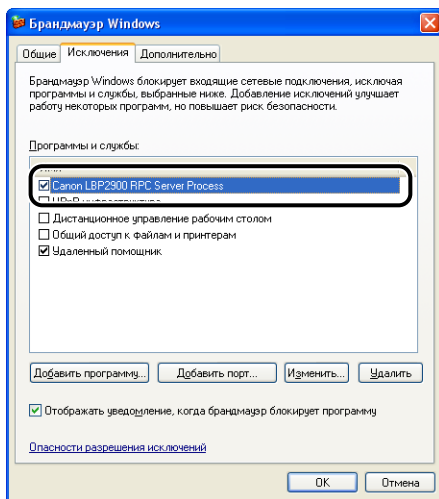 Брандмауэр Windows
Общие Исключения Дополнительно
Брандмауэр Windows блокирует входящие сетевые подключения, исключая
программы и службы, выбранные ниже. Добавление исключений улучшает
работу некоторых программ, но повышает риск безопасности.
Программы и службы:
Canon LBP2900 RPC Server Process
Дистанционное управление рабочим столом
Общий доступ к файлам и принтерам
Удаленный помощник
Добавить программу... Добавить порт... Изменить... Удалить
Отображать уведомление, когда брандмауэр блокирует программу
Опасности разрешения исключений
OK Отмена